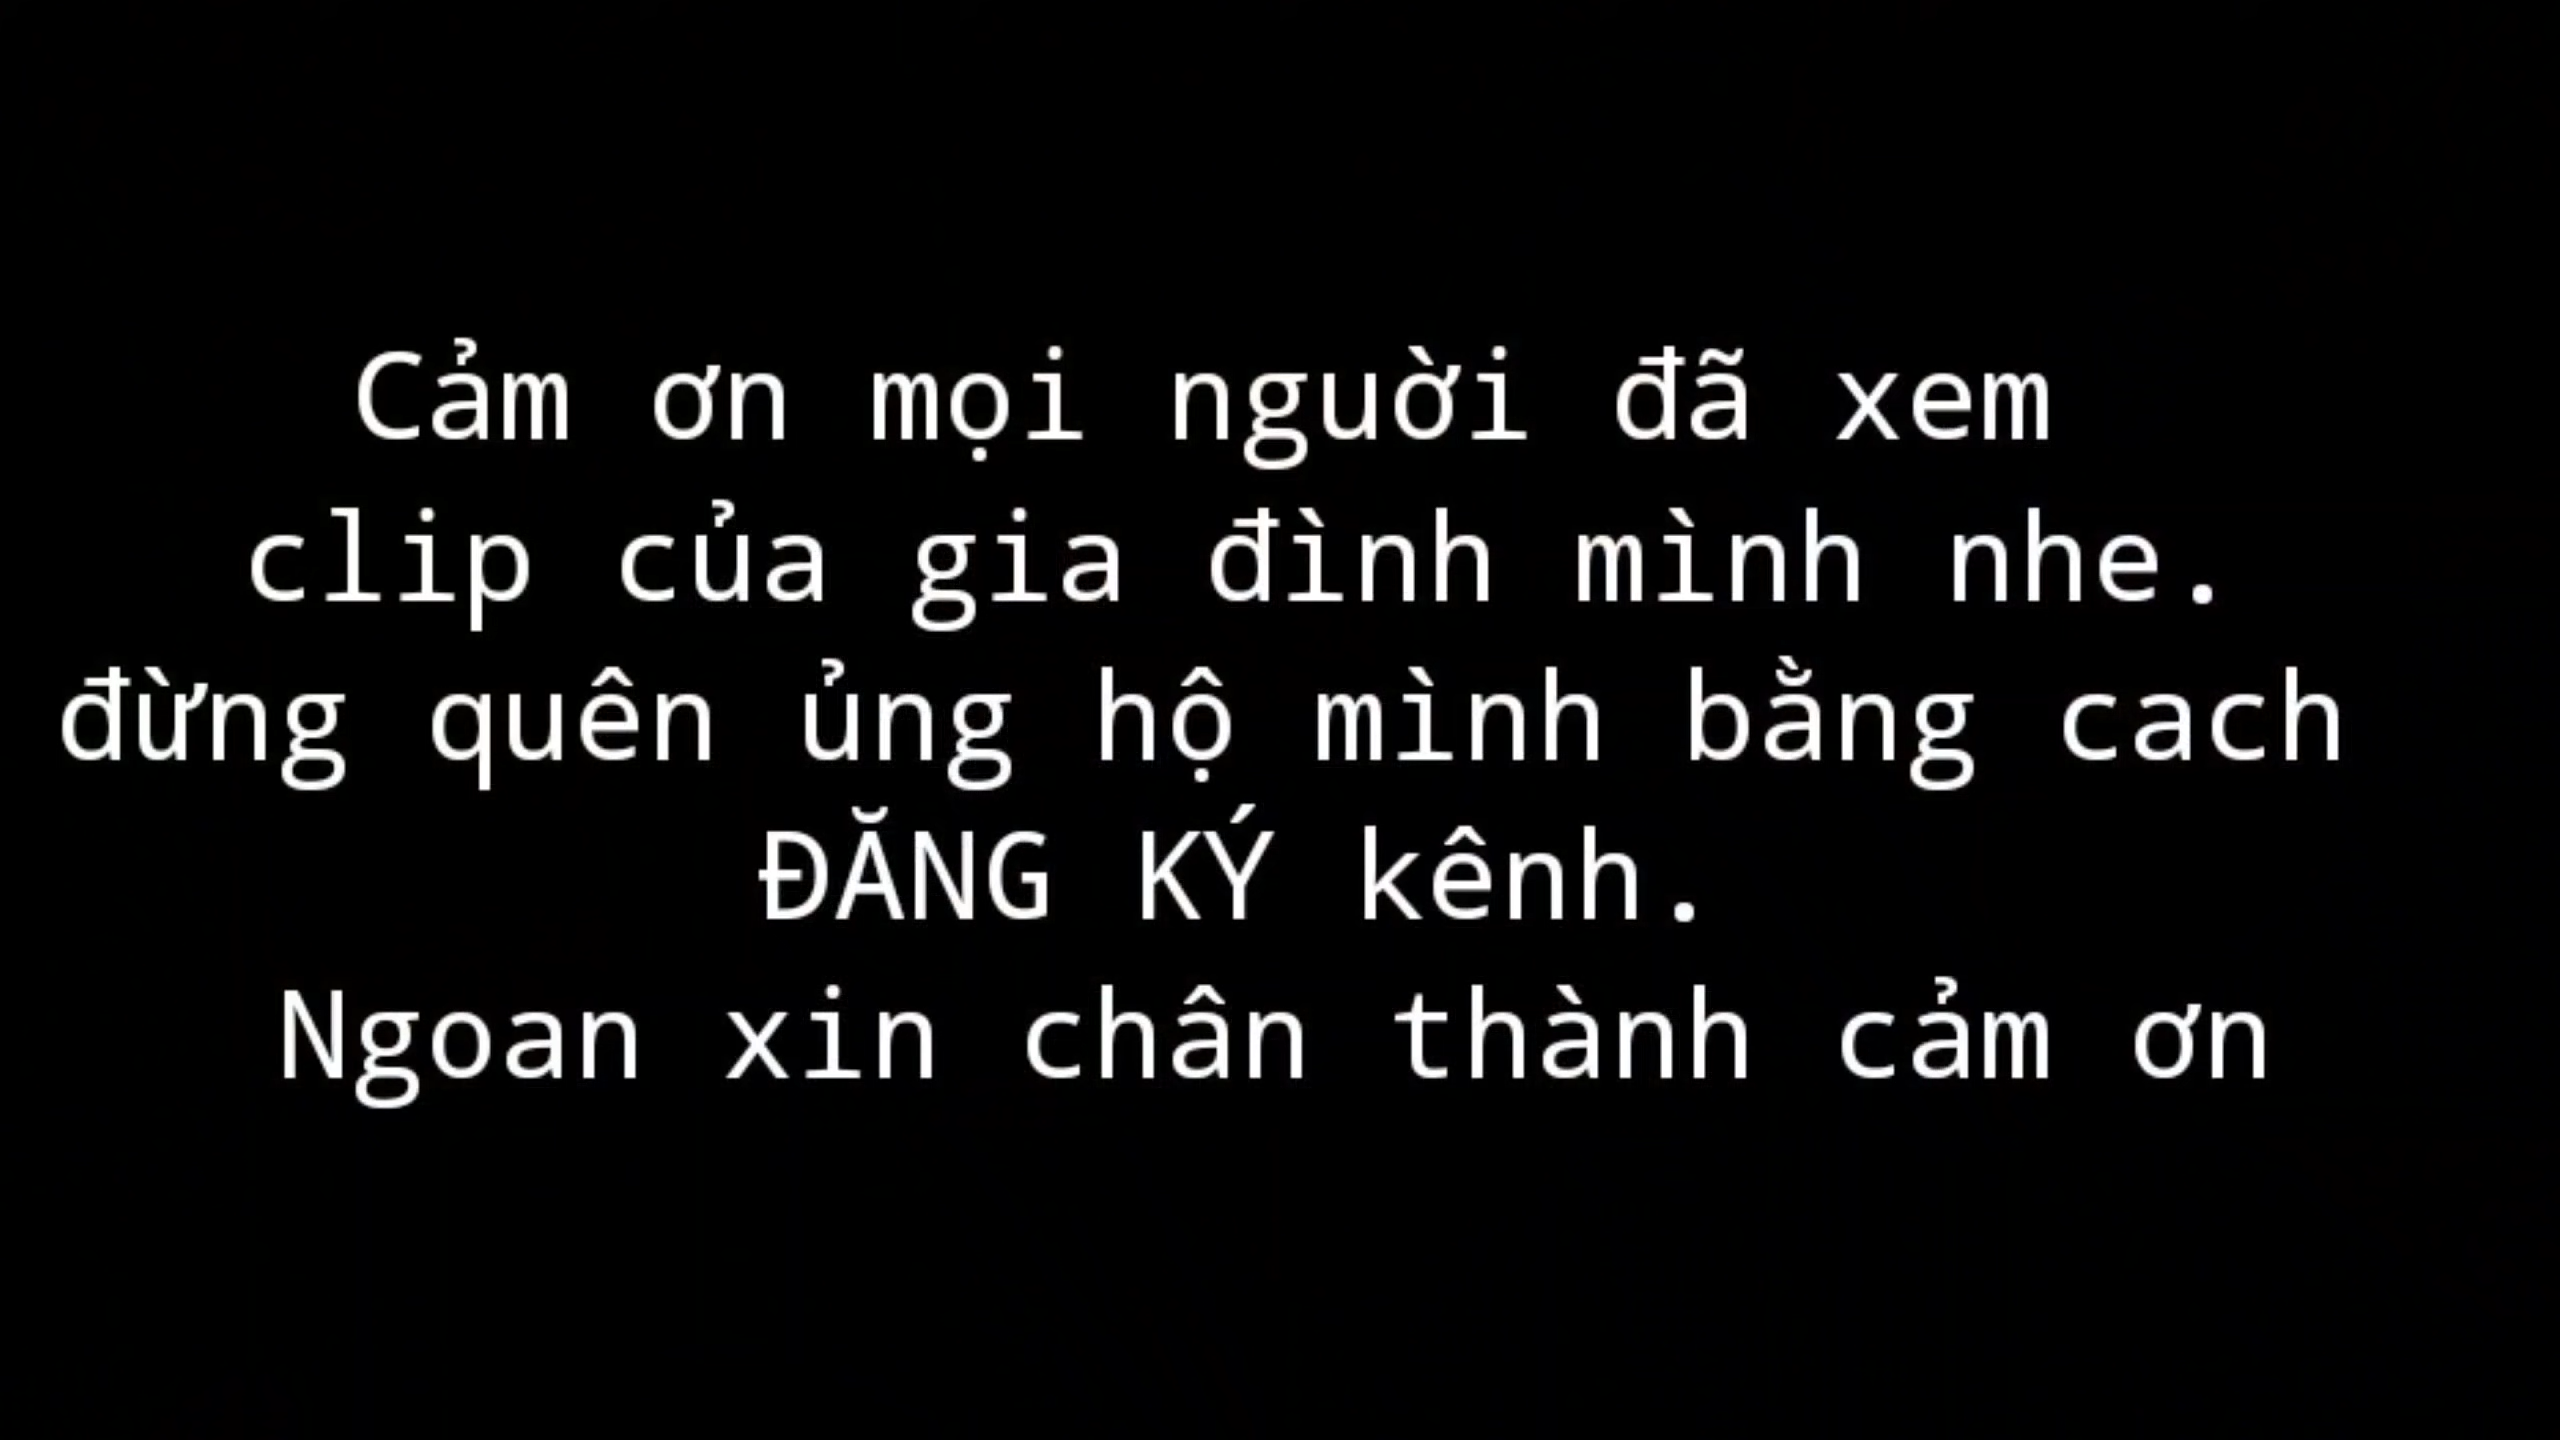 Cảm ơn mọi nguời đã xem
clip của gia đình mình nhe.
đừng quên ủng hộ mình bằng cach
ĐĂNG KÝ kênh.
Ngoan xin chân thành cảm ơn